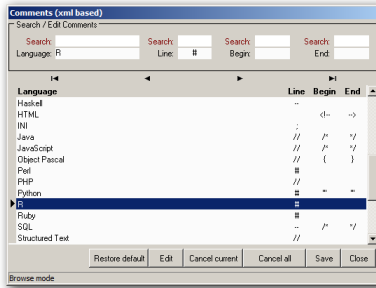 Comments (xml based)
Search / Edit Comments
Search: Search: Search: Search:
Language: R Line: # Begin: End:
Language Line Begin End
Haskell --
HTML <!-- -->
INI ;
Java // /* */
JavaScript // /* */
Object Pascal // { }
Perl #
PHP //
Python # ''' '''
R #
Ruby #
SQL -- /* */
Structured Text //
Restore default Edit Cancel current Cancel all Save Close
Browse mode